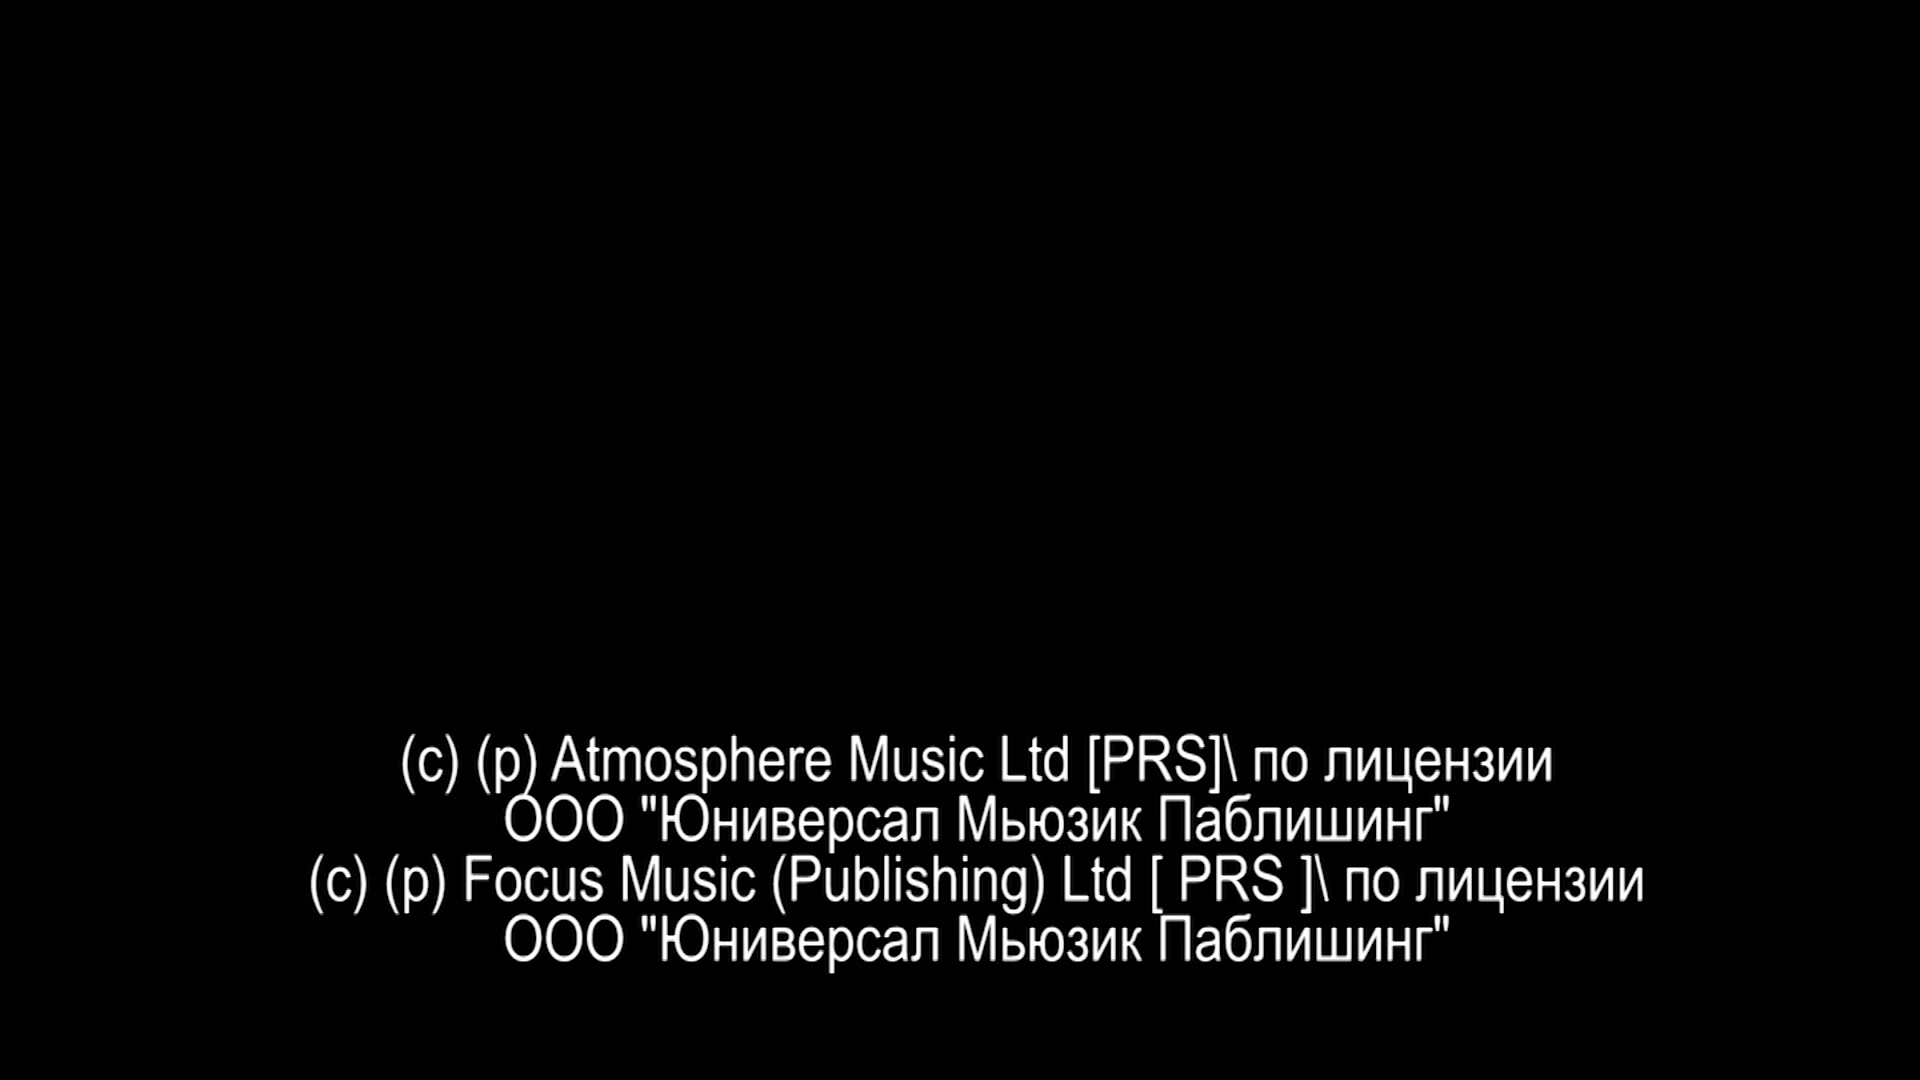 (c) (p) Atmosphere Music Ltd [PRS]\ по лицензии
ООО "Юниверсал Мьюзик Паблишинг"
(c) (p) Focus Music (Publishing) Ltd [ PRS ]\ по лицензии
ООО "Юниверсал Мьюзик Паблишинг"